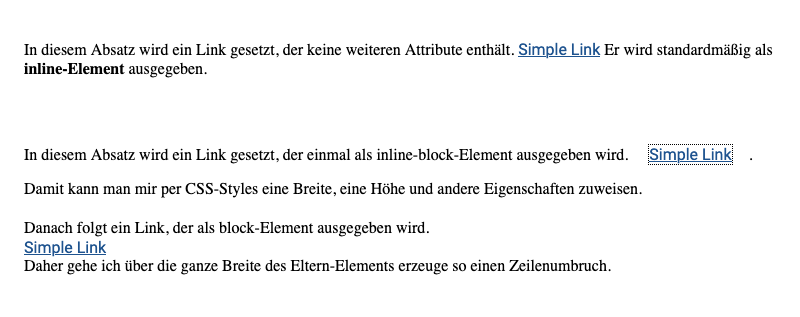 In diesem Absatz wird ein Link gesetzt, der keine weiteren Attribute enthält. Simple Link Er wird standardmäßig als
inline-Element ausgegeben.
In diesem Absatz wird ein Link gesetzt, der einmal als inline-block-Element ausgegeben wird. Simple Link .
Damit kann man mir per CSS-Styles eine Breite, eine Höhe und andere Eigenschaften zuweisen.
Danach folgt ein Link, der als block-Element ausgegeben wird.
Simple Link
Daher gehe ich über die ganze Breite des Eltern-Elements erzeuge so einen Zeilenumbruch.